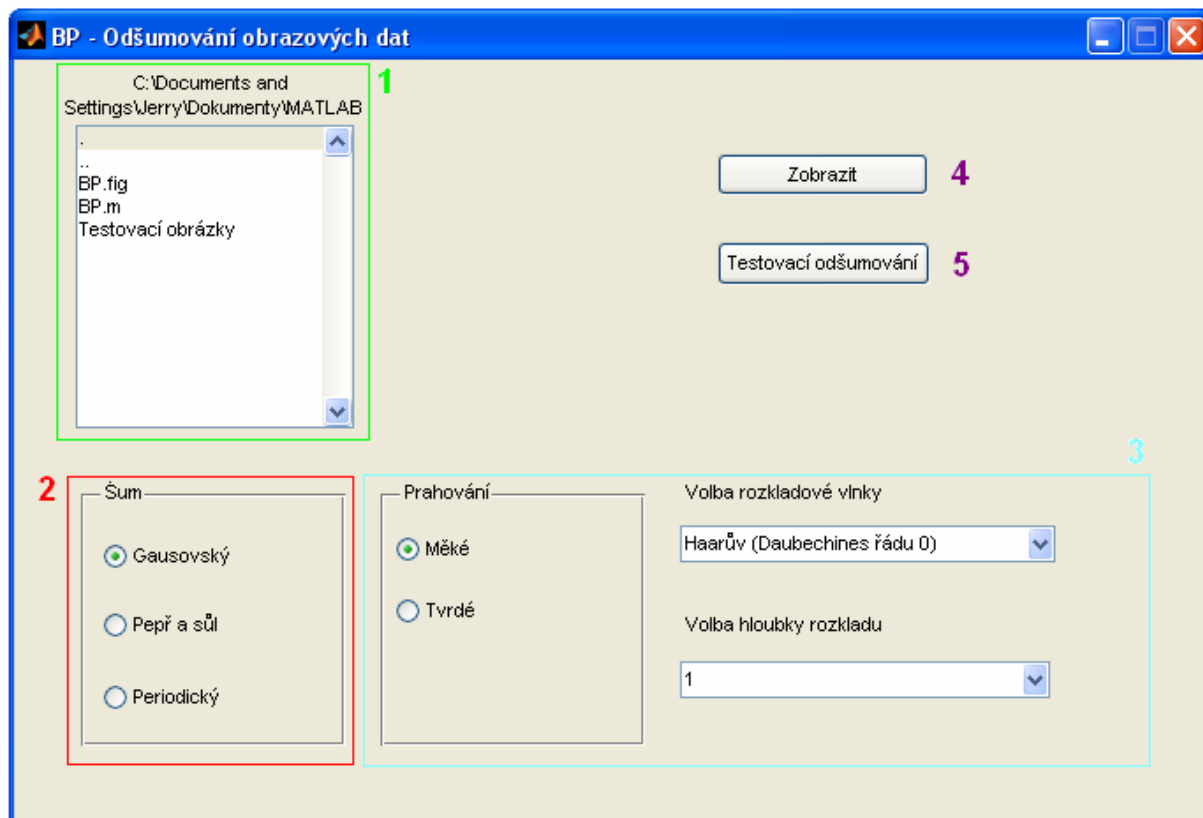 BP - Odšumování obrazových dat
C:\Documents and
Settings\Jerry\Dokumenty\MATLAB
1
.
..
BP.fig
BP.m
Testovací obrázky
Zobrazit
4
Testovací odšumování
5
3
2
Šum
Gausovský
Pepř a sůl
Periodický
Prahování
Měké
Tvrdé
Volba rozkladové vlnky
Haarův (Daubechines řádu 0)
Volba hloubky rozkladu
1